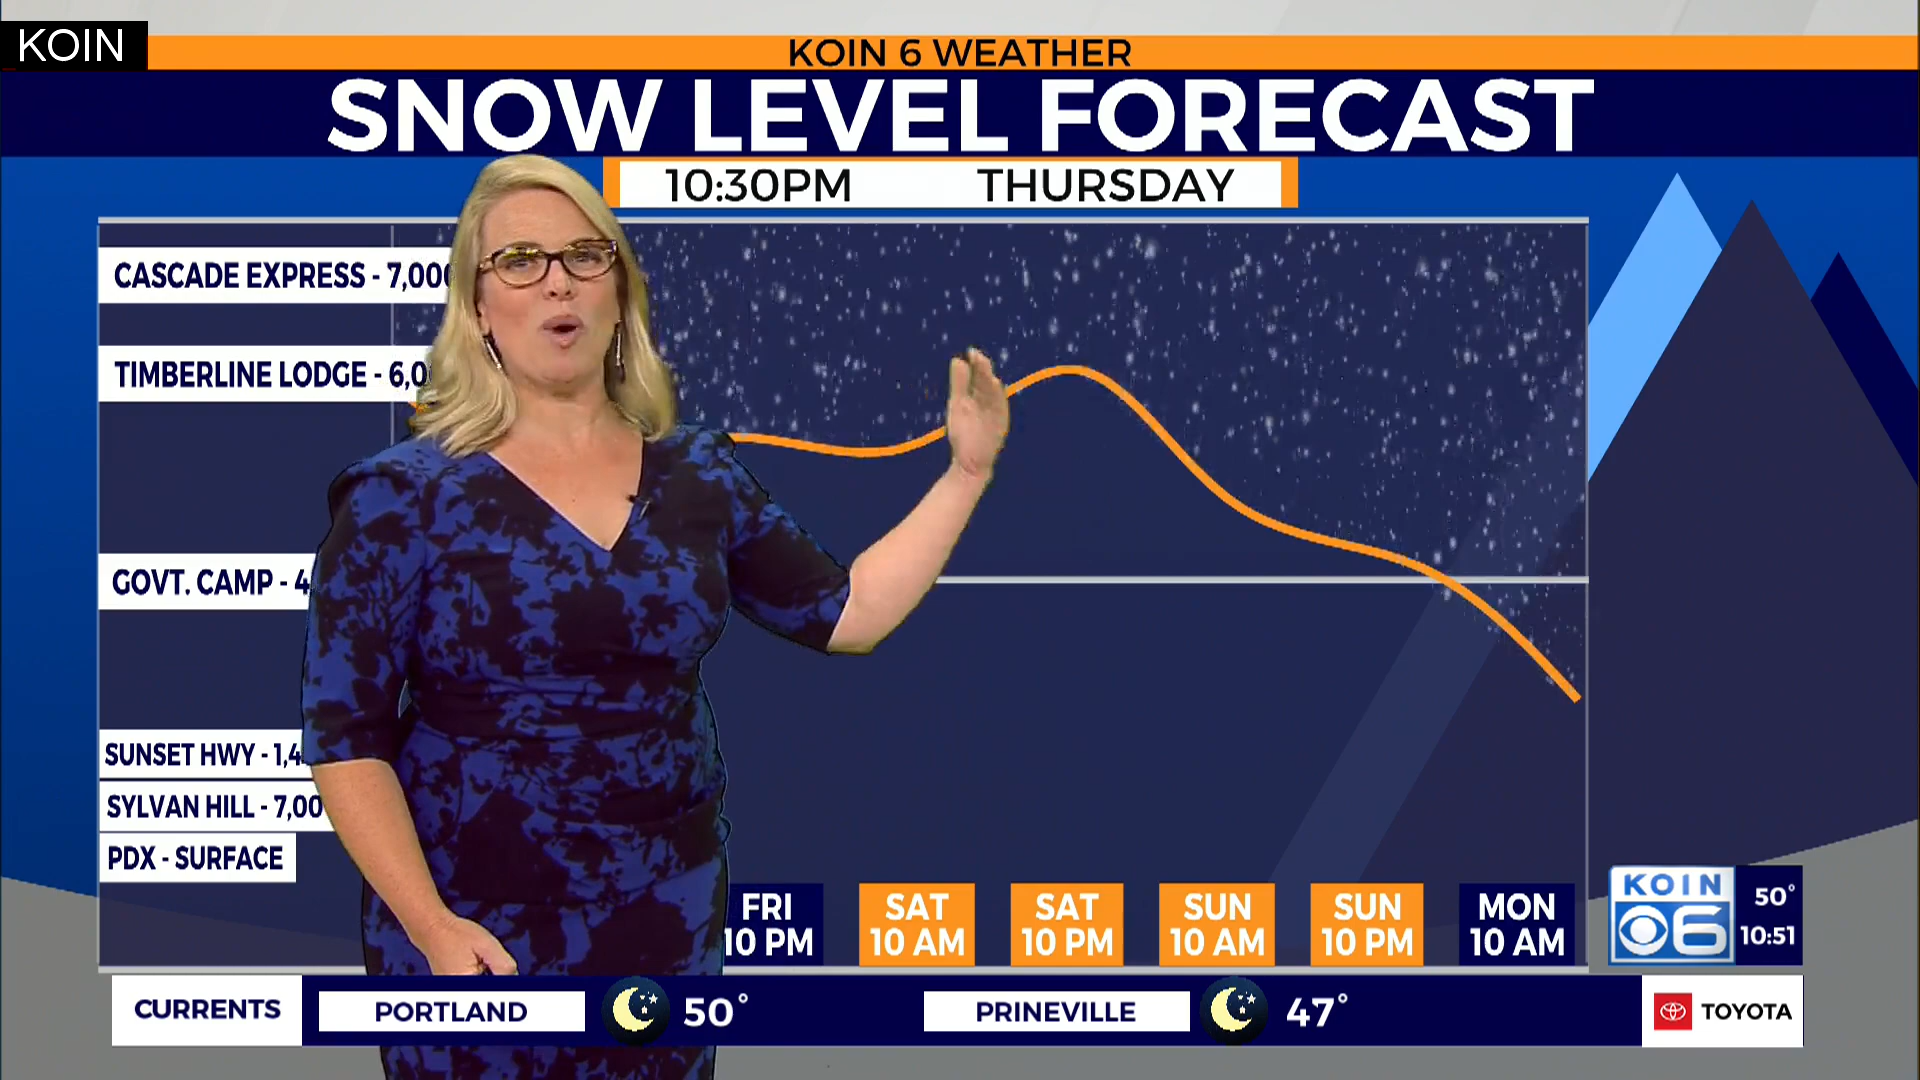 KOIN
KOIN 6 WEATHER
SNOW LEVEL FORECAST
10:30PM THURSDAY
CASCADE EXPRESS - 7,000
TIMBERLINE LODGE - 6,0
GOVT. CAMP - 4
SUNSET HWY - 1,4
SYLVAN HILL - 7,00
PDX - SURFACE
FRI SAT SAT SUN SUN MON
10 PM 10 AM 10 PM 10 AM 10 PM 10 AM
KOIN 50°
6 10:51
CURRENTS PORTLAND 50° PRINEVILLE 47° TOYOTA